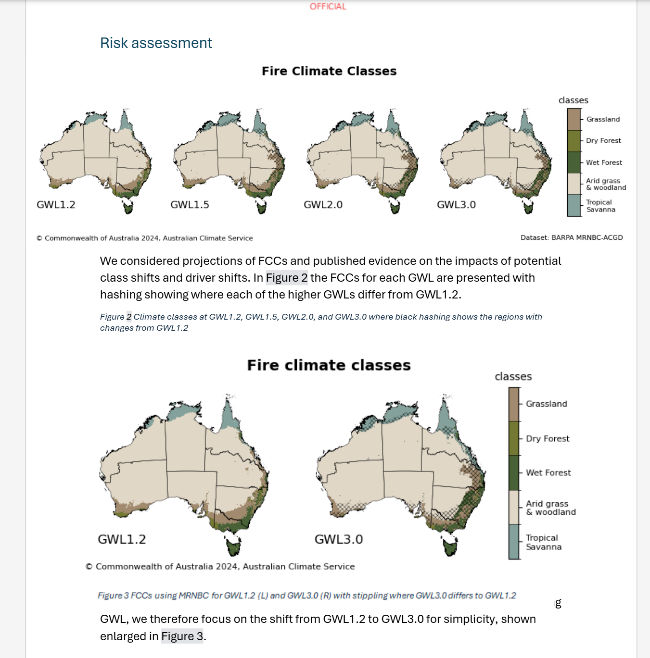 OFFICIAL
Risk assessment
Fire Climate Classes
classes
Grassland
Dry Forest
Wet Forest
Arid grass
& woodland
Tropical
Savanna
GWL1.2
GWL1.5
GWL2.0
GWL3.0
© Commonwealth of Australia 2024, Australian Climate Service
Dataset: BARPA MRNBC-ACGD
We considered projections of FCCs and published evidence on the impacts of potential
class shifts and driver shifts. In Figure 2 the FCCs for each GWL are presented with
hashing showing where each of the higher GWLs differ from GWL1.2.
Figure 2 Climate classes at GWL1.2, GWL1.5, GWL2.0, and GWL3.0 where black hashing shows the regions with
changes from GWL1.2
Fire climate classes
classes
Grassland
Dry Forest
Wet Forest
Arid grass
& woodland
Tropical
Savanna
GWL1.2
GWL3.0
© Commonwealth of Australia 2024, Australian Climate Service
Figure 3 FCCs using MRNBC for GWL1.2 (L) and GWL3.0 (R) with stippling where GWL3.0 differs to GWL1.2
g
GWL, we therefore focus on the shift from GWL1.2 to GWL3.0 for simplicity, shown
enlarged in Figure 3.